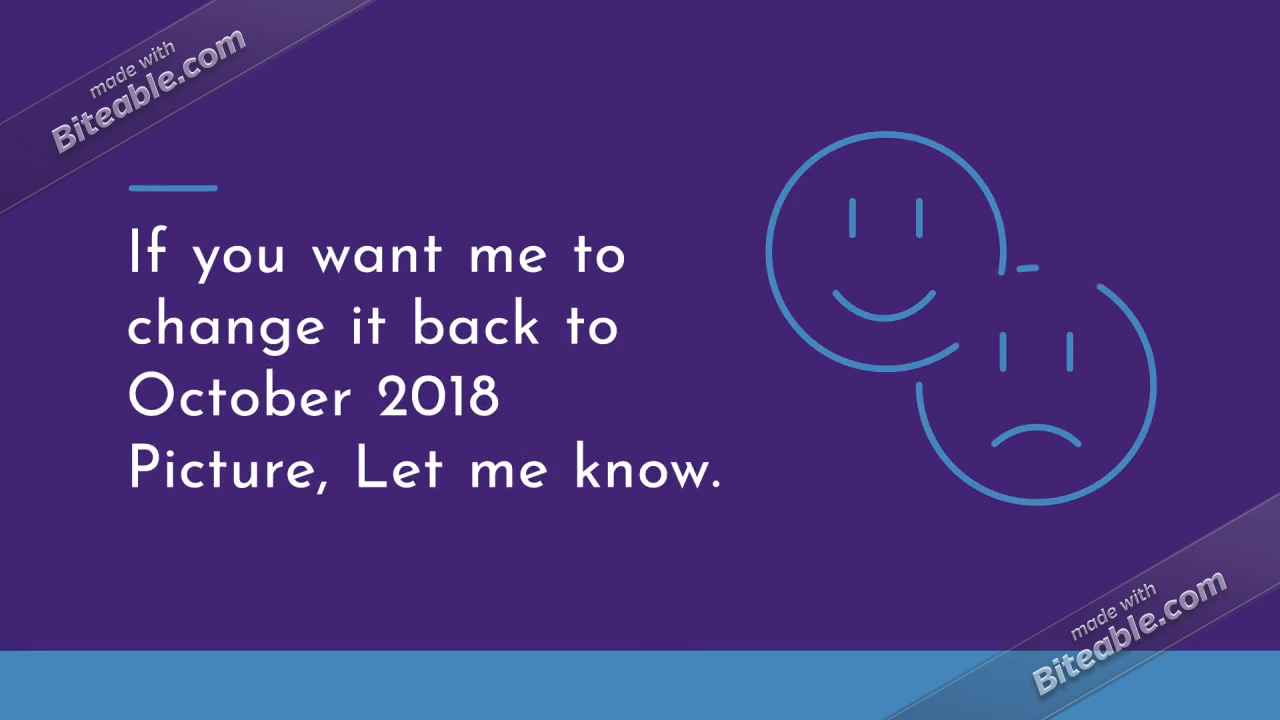 made with
Biteable.com
If you want me to
change it back to
October 2018
Picture, Let me know.
made with
Biteable.com